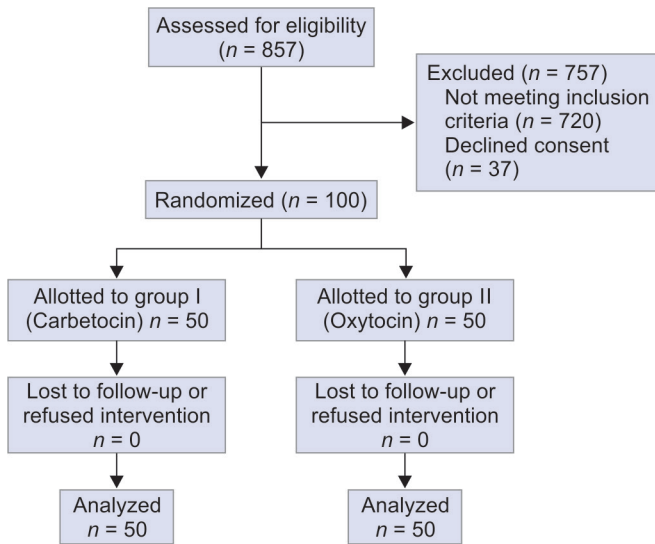 Assessed for eligibility
(n = 857)
Excluded (n = 757)
Not meeting inclusion
criteria (n = 720)
Declined consent
(n = 37)
Randomized (n = 100)
Allotted to group I
(Carbetocin) n = 50
Allotted to group II
(Oxytocin) n = 50
Lost to follow-up or
refused intervention
n = 0
Lost to follow-up or
refused intervention
n = 0
Analyzed
n = 50
Analyzed
n = 50